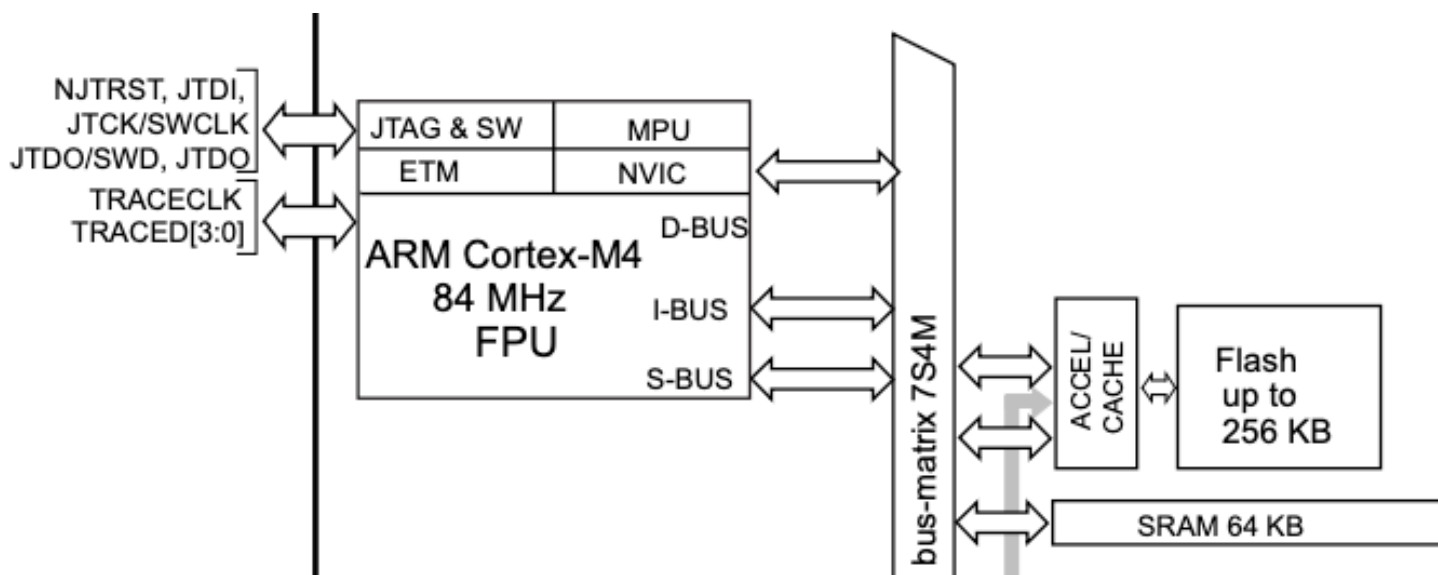 NJTRST, JTDI,
JTCK/SWCLK
JTDO/SWD, JTDO
TRACECLK
TRACED[3:0]
JTAG & SW
MPU
ETM
NVIC
D-BUS
ARM Cortex-M4
84 MHz
FPU
I-BUS
S-BUS
bus-matrix 7S4M
ACCEL/
CACHE
Flash
up to
256 KB
SRAM 64 KB